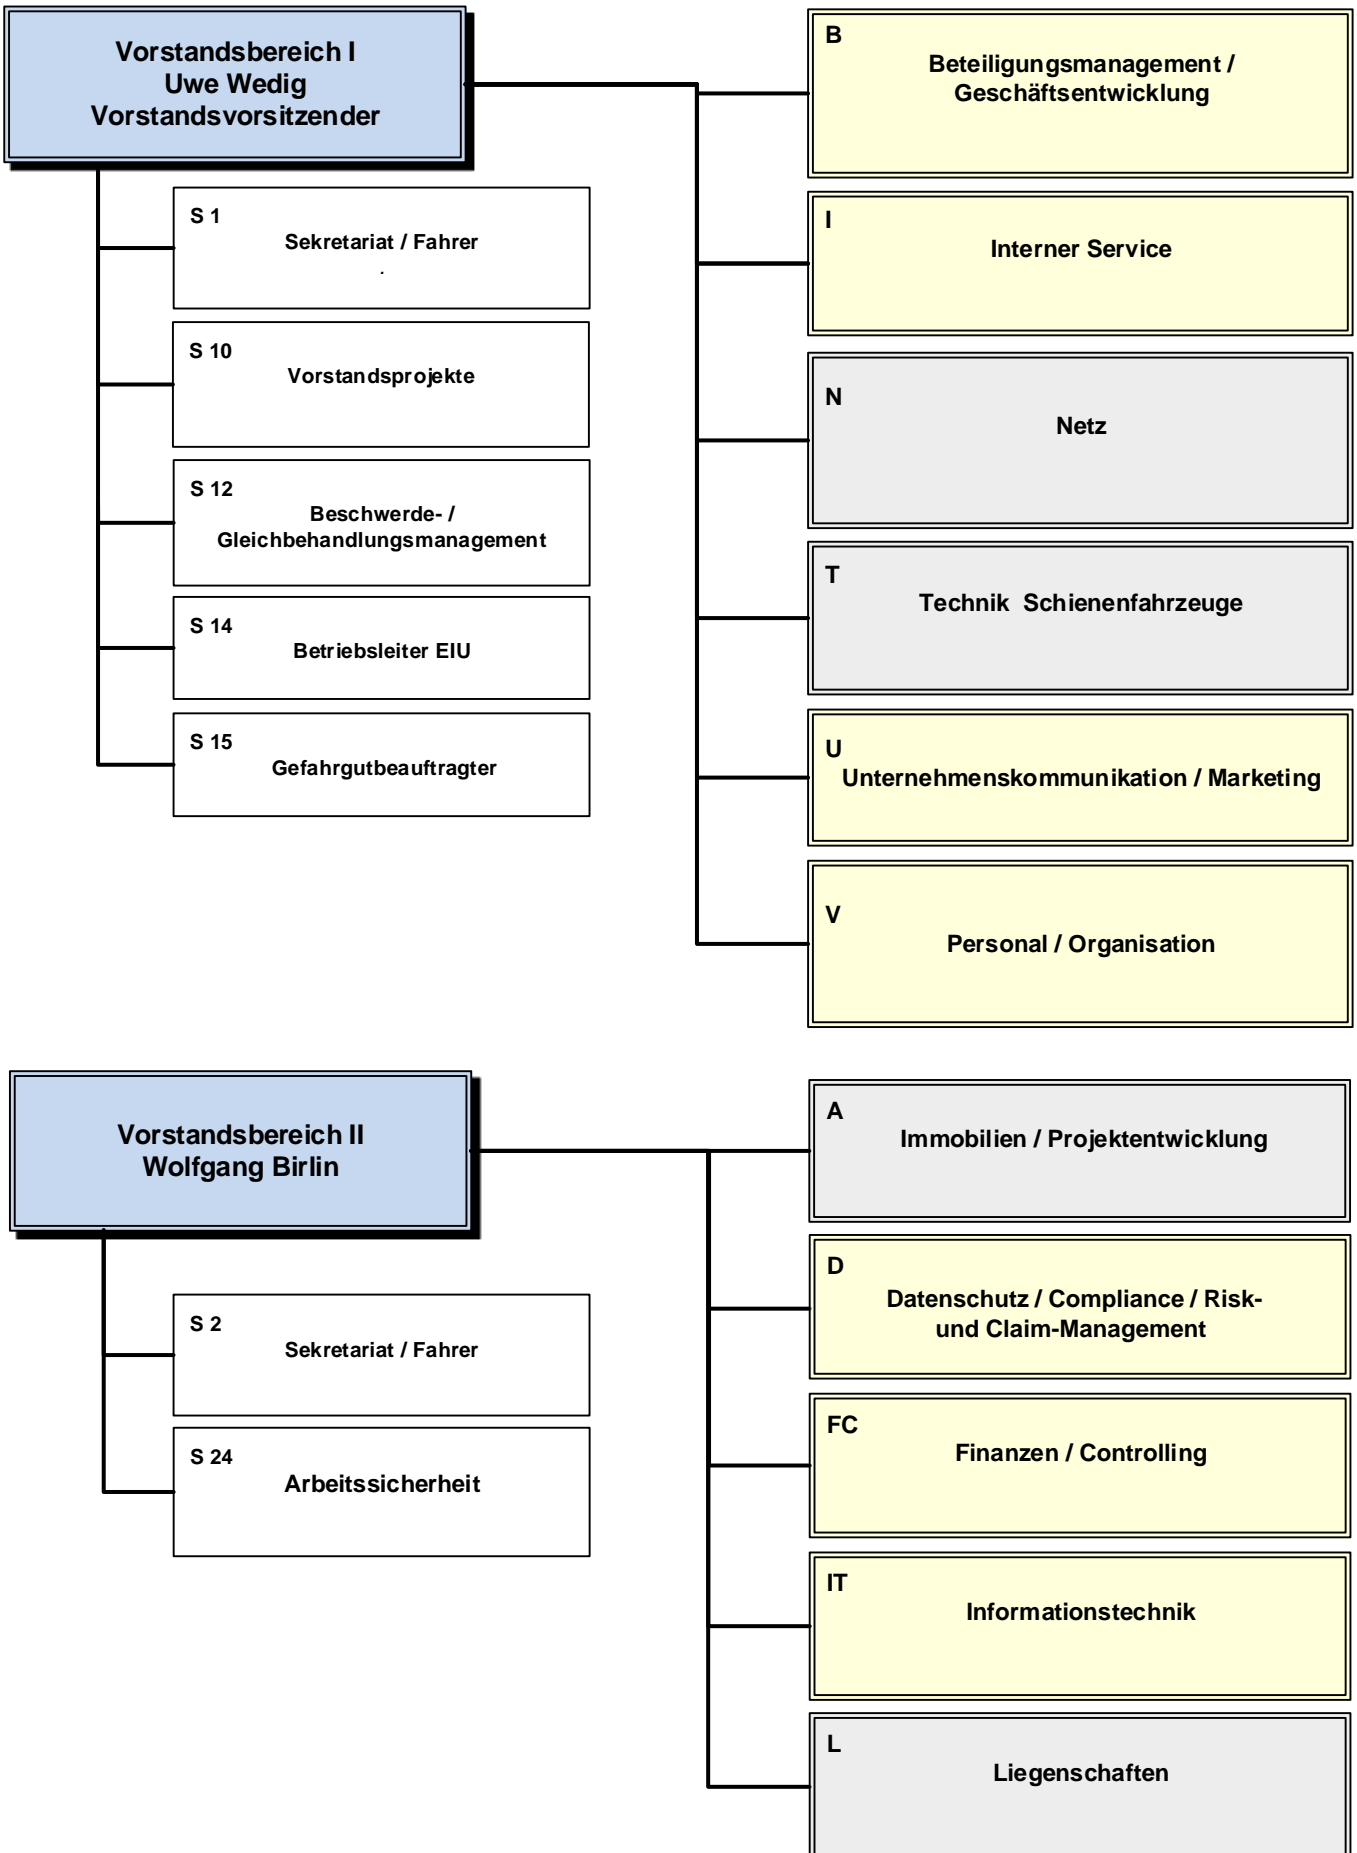 Vorstandsbereich I
Uwe Wedig
Vorstandsvorsitzender
S 1
Sekretariat / Fahrer
.
S 10
Vorstandsprojekte
S 12
Beschwerde- /
Gleichbehandlungsmanagement
S 14
Betriebsleiter EIU
S 15
Gefahrgutbeauftragter
B
Beteiligungsmanagement /
Geschäftsentwicklung
I
Interner Service
N
Netz
T
Technik  Schienenfahrzeuge
U
Unternehmenskommunikation / Marketing
V
Personal / Organisation
Vorstandsbereich II
Wolfgang Birlin
S 2
Sekretariat / Fahrer
S 24
Arbeitssicherheit
A
Immobilien / Projektentwicklung
D
Datenschutz / Compliance / Risk-
und Claim-Management
FC
Finanzen / Controlling
IT
Informationstechnik
L
Liegenschaften